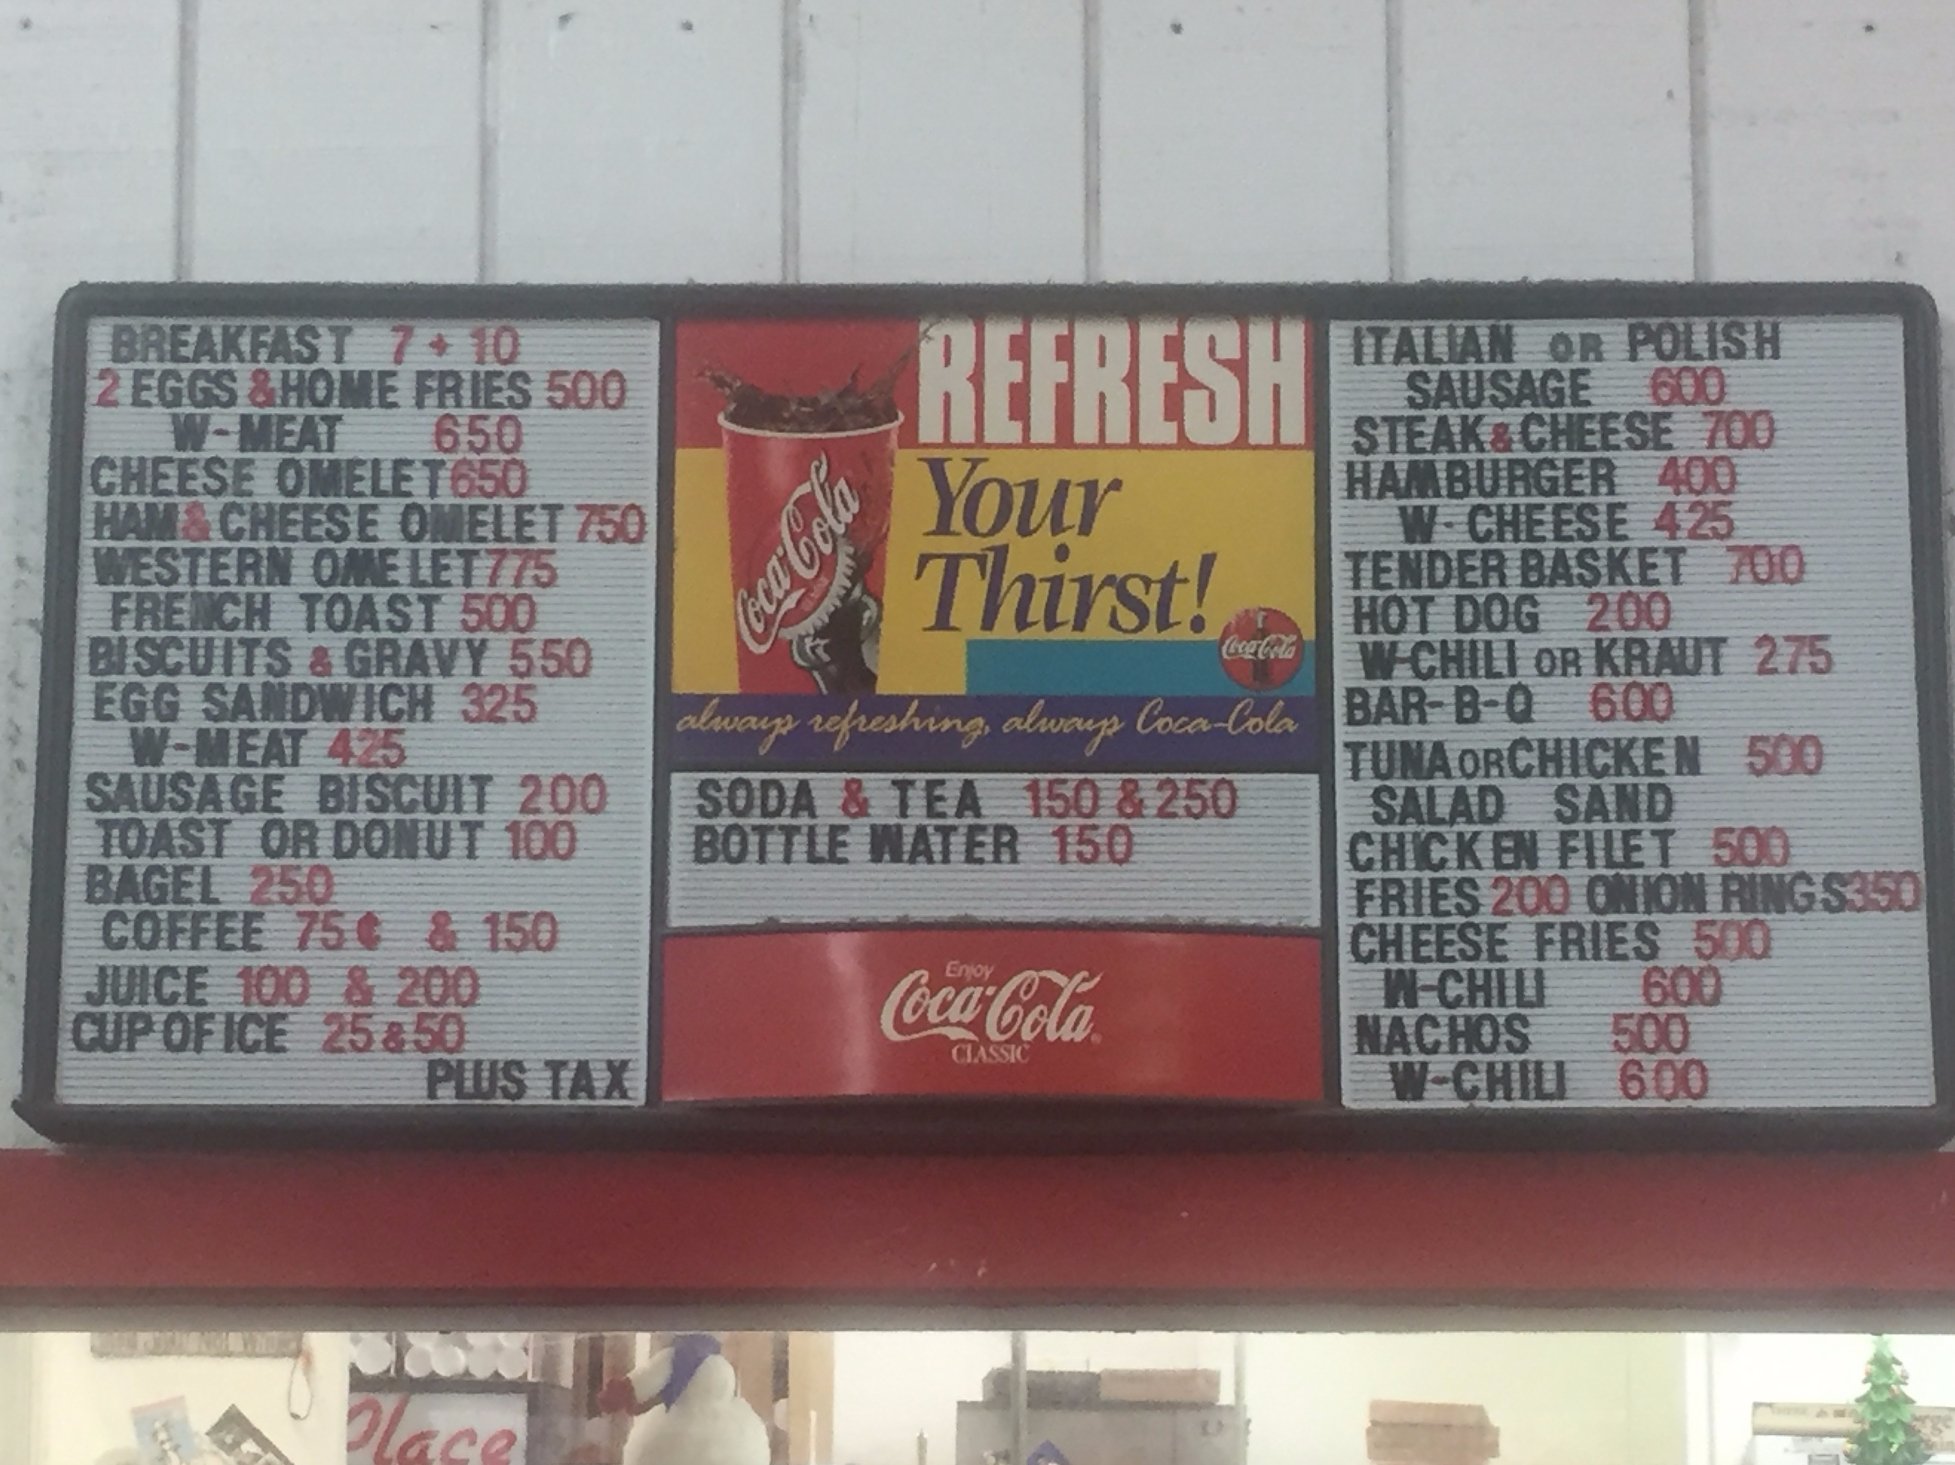 BREAKFAST 7 + 10
2 EGGS & HOME FRIES 500
W-MEAT 650
CHEESE OMELET 650
HAM & CHEESE OMELET 750
WESTERN OMELET 775
FRENCH TOAST 500
BISCUITS & GRAVY 550
EGG SANDWICH 325
W-MEAT 425
SAUSAGE BISCUIT 200
TOAST OR DONUT 100
BAGEL 250
COFFEE 75¢ & 150
JUICE 100 & 200
CUP OF ICE 25 & 50
PLUS TAX
REFRESH
Your
Thirst!
Coca-Cola
Coca-Cola
always refreshing, always Coca-Cola
SODA & TEA 150 & 250
BOTTLE WATER 150
Enjoy
Coca-Cola
CLASSIC
ITALIAN OR POLISH
SAUSAGE 600
STEAK & CHEESE 700
HAMBURGER 400
W-CHEESE 425
TENDER BASKET 700
HOT DOG 200
W-CHILI OR KRAUT 275
BAR-B-Q 600
TUNA OR CHICKEN 500
SALAD SAND
CHICKEN FILET 500
FRIES 200 ONION RINGS 350
CHEESE FRIES 500
W-CHILI 600
NACHOS 500
W-CHILI 600
Place